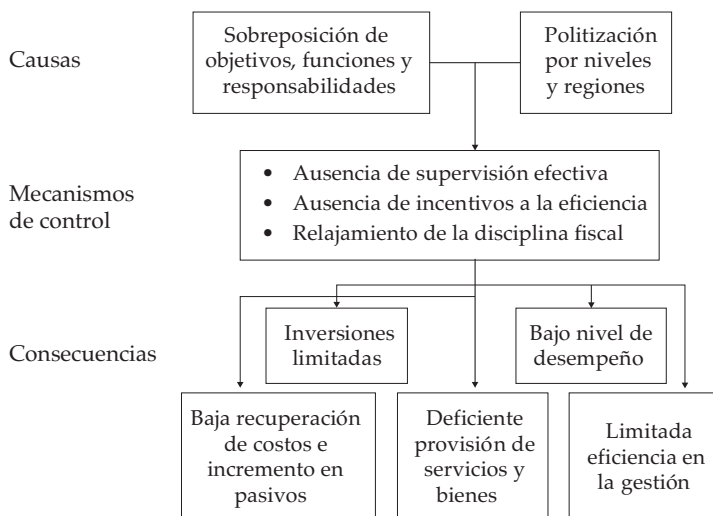 Causas
Sobreposición de
objetivos, funciones y
responsabilidades
Politización
por niveles
y regiones
Mecanismos
de control
• Ausencia de supervisión efectiva
• Ausencia de incentivos a la eficiencia
• Relajamiento de la disciplina fiscal
Consecuencias
Inversiones
limitadas
Bajo nivel de
desempeño
Baja recuperación
de costos e
incremento en
pasivos
Deficiente
provisión de
servicios y
bienes
Limitada
eficiencia en
la gestión